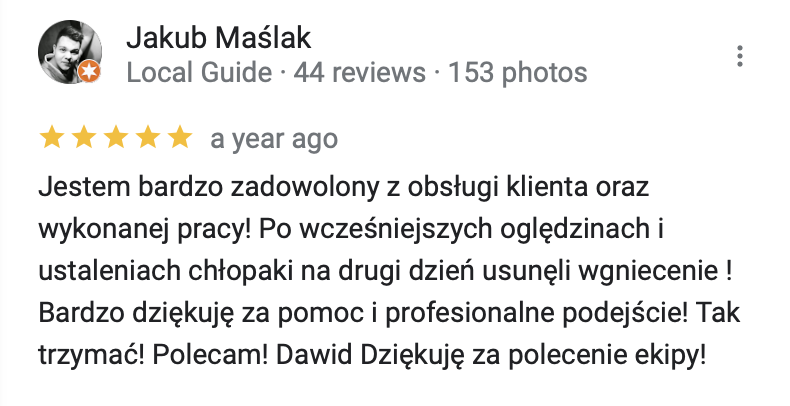 Jakub Maślak
Local Guide · 44 reviews · 153 photos
a year ago
Jestem bardzo zadowolony z obsługi klienta oraz
wykonanej pracy! Po wcześniejszych oględzinach i
ustaleniach chłopaki na drugi dzień usunęli wgniecenie !
Bardzo dziękuję za pomoc i profesionalne podejście! Tak
trzymać! Polecam! Dawid Dziękuję za polecenie ekipy!